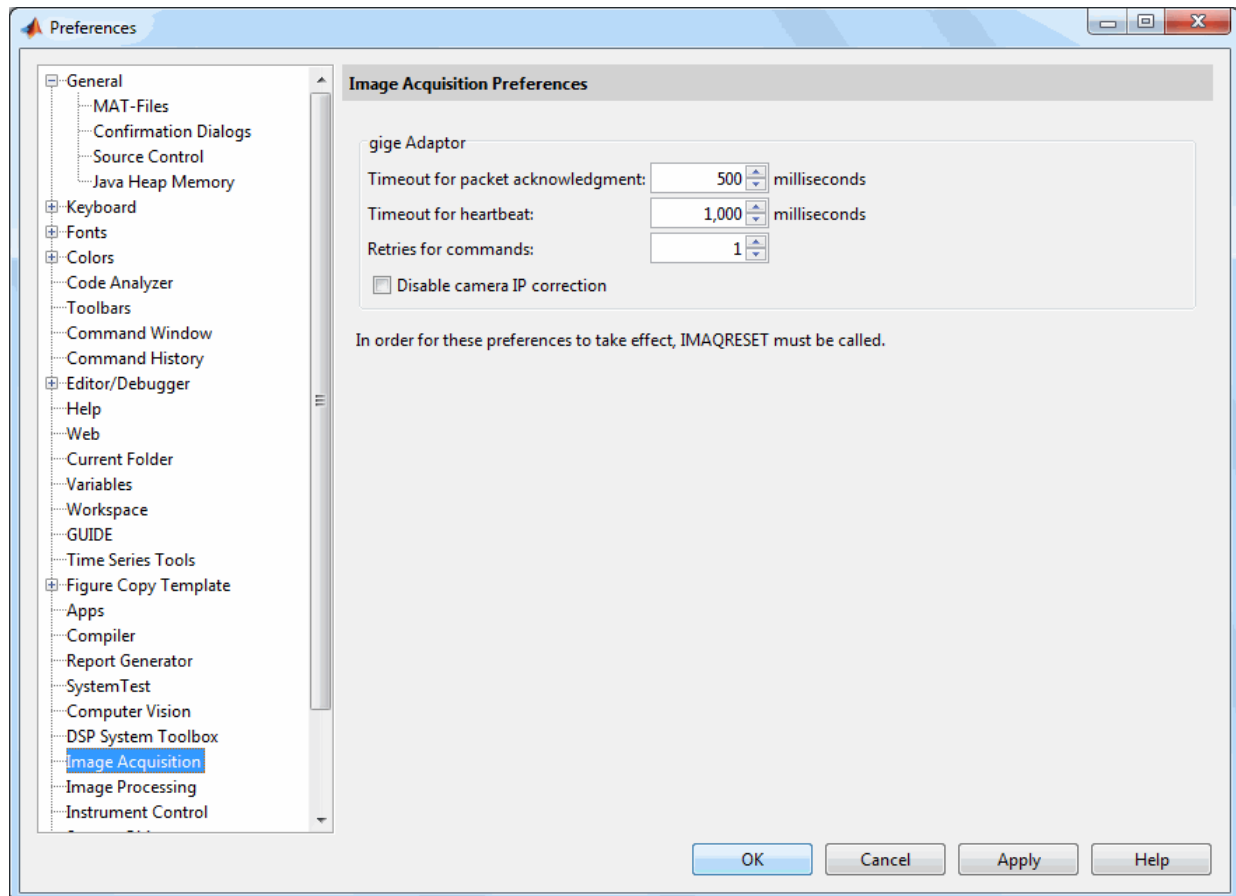 Preferences
General
MAT-Files
Confirmation Dialogs
Source Control
Java Heap Memory
Keyboard
Fonts
Colors
Code Analyzer
Toolbars
Command Window
Command History
Editor/Debugger
Help
Web
Current Folder
Variables
Workspace
GUIDE
Time Series Tools
Figure Copy Template
Apps
Compiler
Report Generator
SystemTest
Computer Vision
DSP System Toolbox
Image Acquisition
Image Processing
Instrument Control
Image Acquisition Preferences
gige Adaptor
Timeout for packet acknowledgment: 500 milliseconds
Timeout for heartbeat: 1,000 milliseconds
Retries for commands: 1
Disable camera IP correction
In order for these preferences to take effect, IMAQRESET must be called.
OK Cancel Apply Help